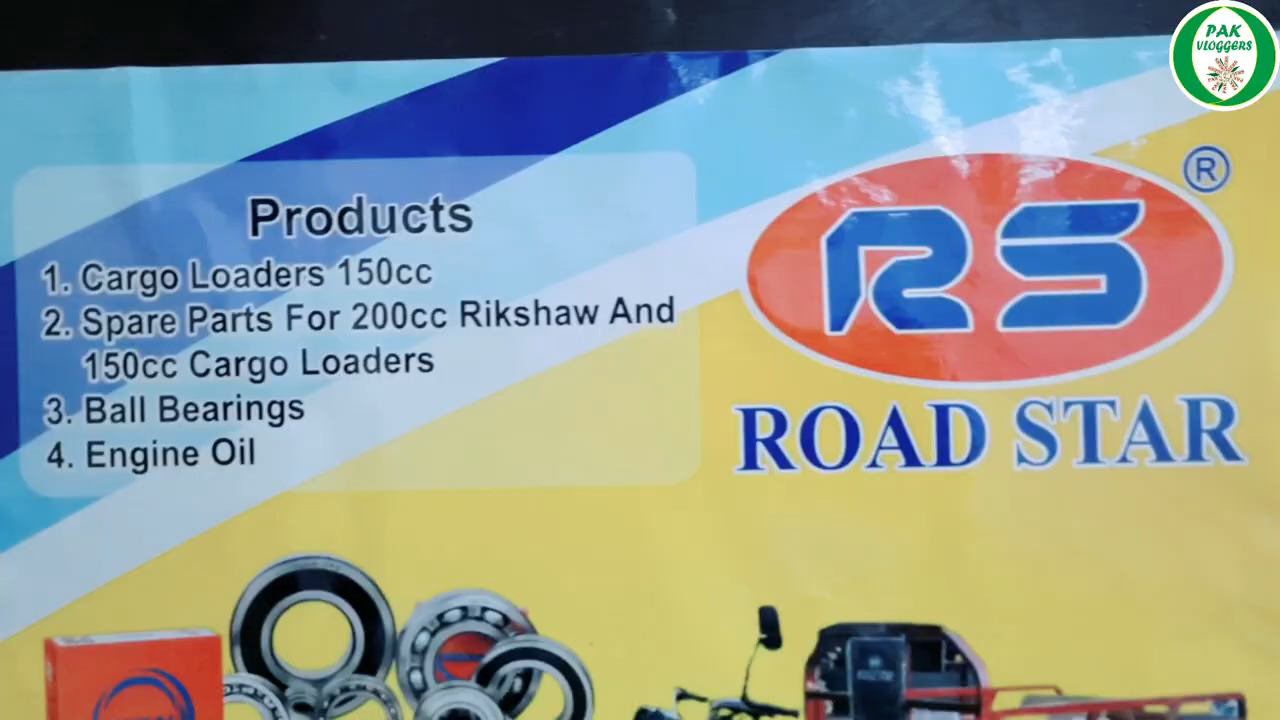 PAK
VLOGGERS
Products
1. Cargo Loaders 150cc
2. Spare Parts For 200cc Rikshaw And
150cc Cargo Loaders
3. Ball Bearings
4. Engine Oil
RS
®
ROAD STAR